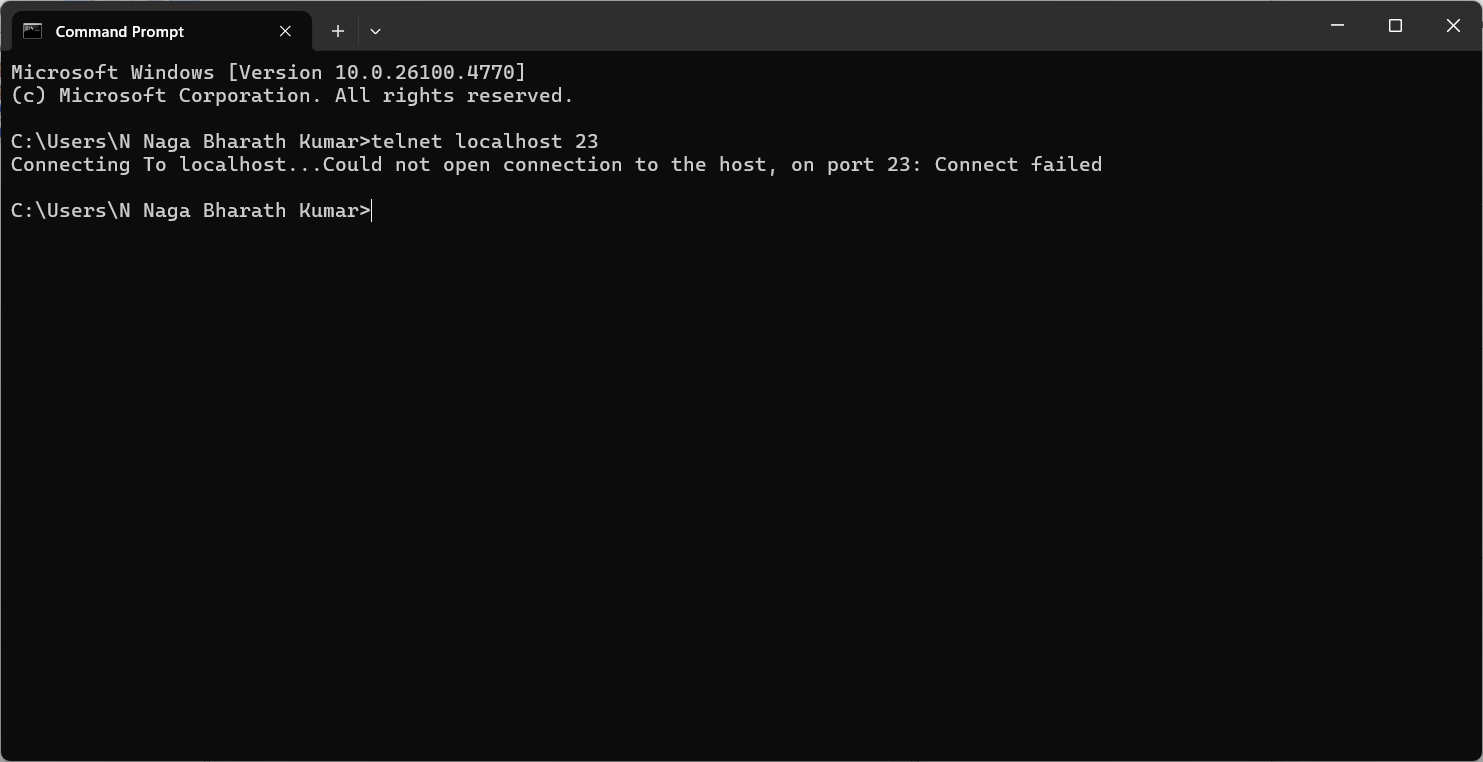 Command Prompt
Microsoft Windows [Version 10.0.26100.4770]
(c) Microsoft Corporation. All rights reserved.
C:\Users\N Naga Bharath Kumar>telnet localhost 23
Connecting To localhost...Could not open connection to the host, on port 23: Connect failed
C:\Users\N Naga Bharath Kumar>